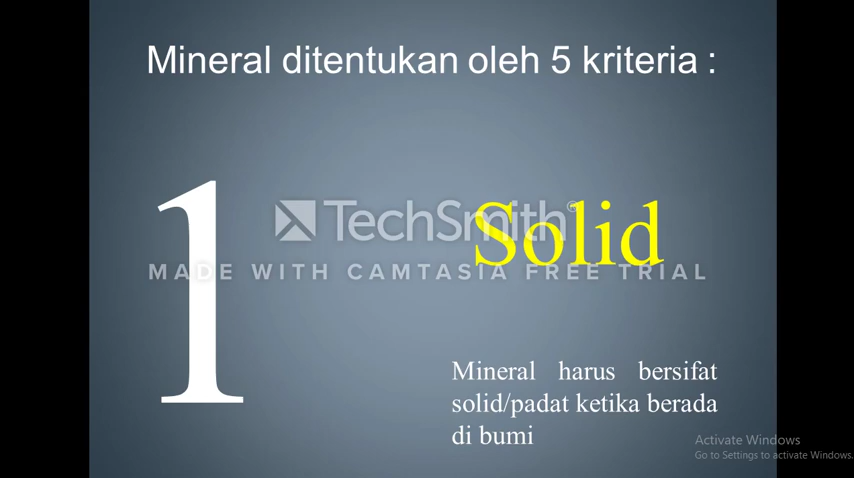 Mineral ditentukan oleh 5 kriteria :
1
TechSmith®
Solid
MADE WITH CAMTASIA FREE TRIAL
Mineral harus bersifat
solid/padat ketika berada
di bumi
Activate Windows
Go to Settings to activate Windows.